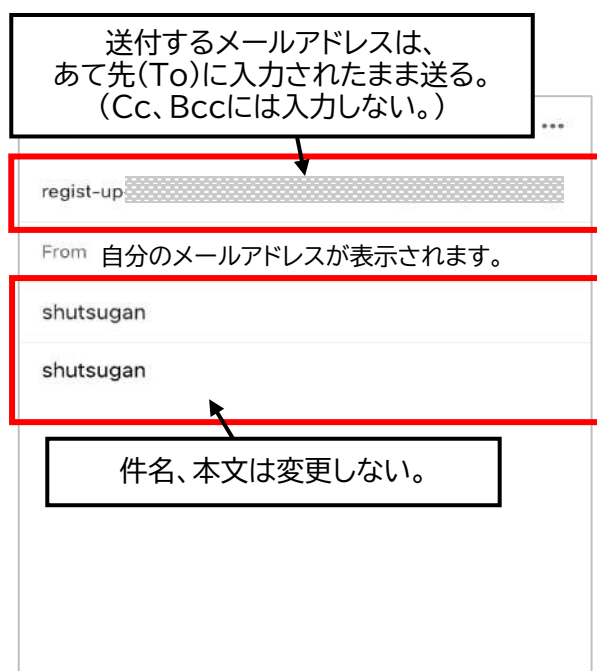 送付するメールアドレスは、
あて先(To)に入力されたまま送る。
(Cc、Bccには入力しない。)
regist-up
From 自分のメールアドレスが表示されます。
shutsugan
shutsugan
件名、本文は変更しない。